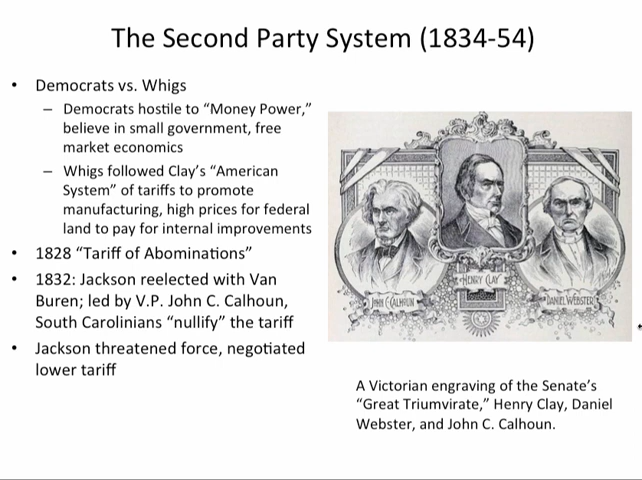 The Second Party System (1834-54)
• Democrats vs. Whigs
– Democrats hostile to “Money Power,”
believe in small government, free
market economics
– Whigs followed Clay’s “American
System” of tariffs to promote
manufacturing, high prices for federal
land to pay for internal improvements
• 1828 “Tariff of Abominations”
• 1832: Jackson reelected with Van
Buren; led by V.P. John C. Calhoun,
South Carolinians “nullify” the tariff
• Jackson threatened force, negotiated
lower tariff
JOHN C CALHOUN
HENRY CLAY
DANIEL WEBSTER
A Victorian engraving of the Senate’s
“Great Triumvirate,” Henry Clay, Daniel
Webster, and John C. Calhoun.